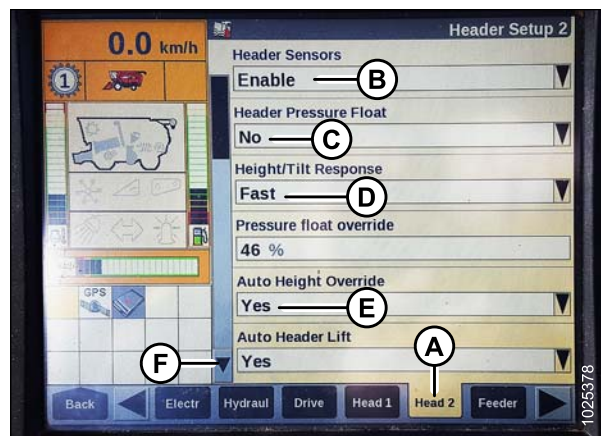 0.0 km/h
Header Setup 2
1
Header Sensors
Enable
B
Header Pressure Float
No
C
Height/Tilt Response
Fast
D
Pressure float override
46 %
GPS
Auto Height Override
Yes
E
Auto Header Lift
Yes
A
F
Back Electr Hydraul Drive Head 1 Head 2 Feeder
1025378